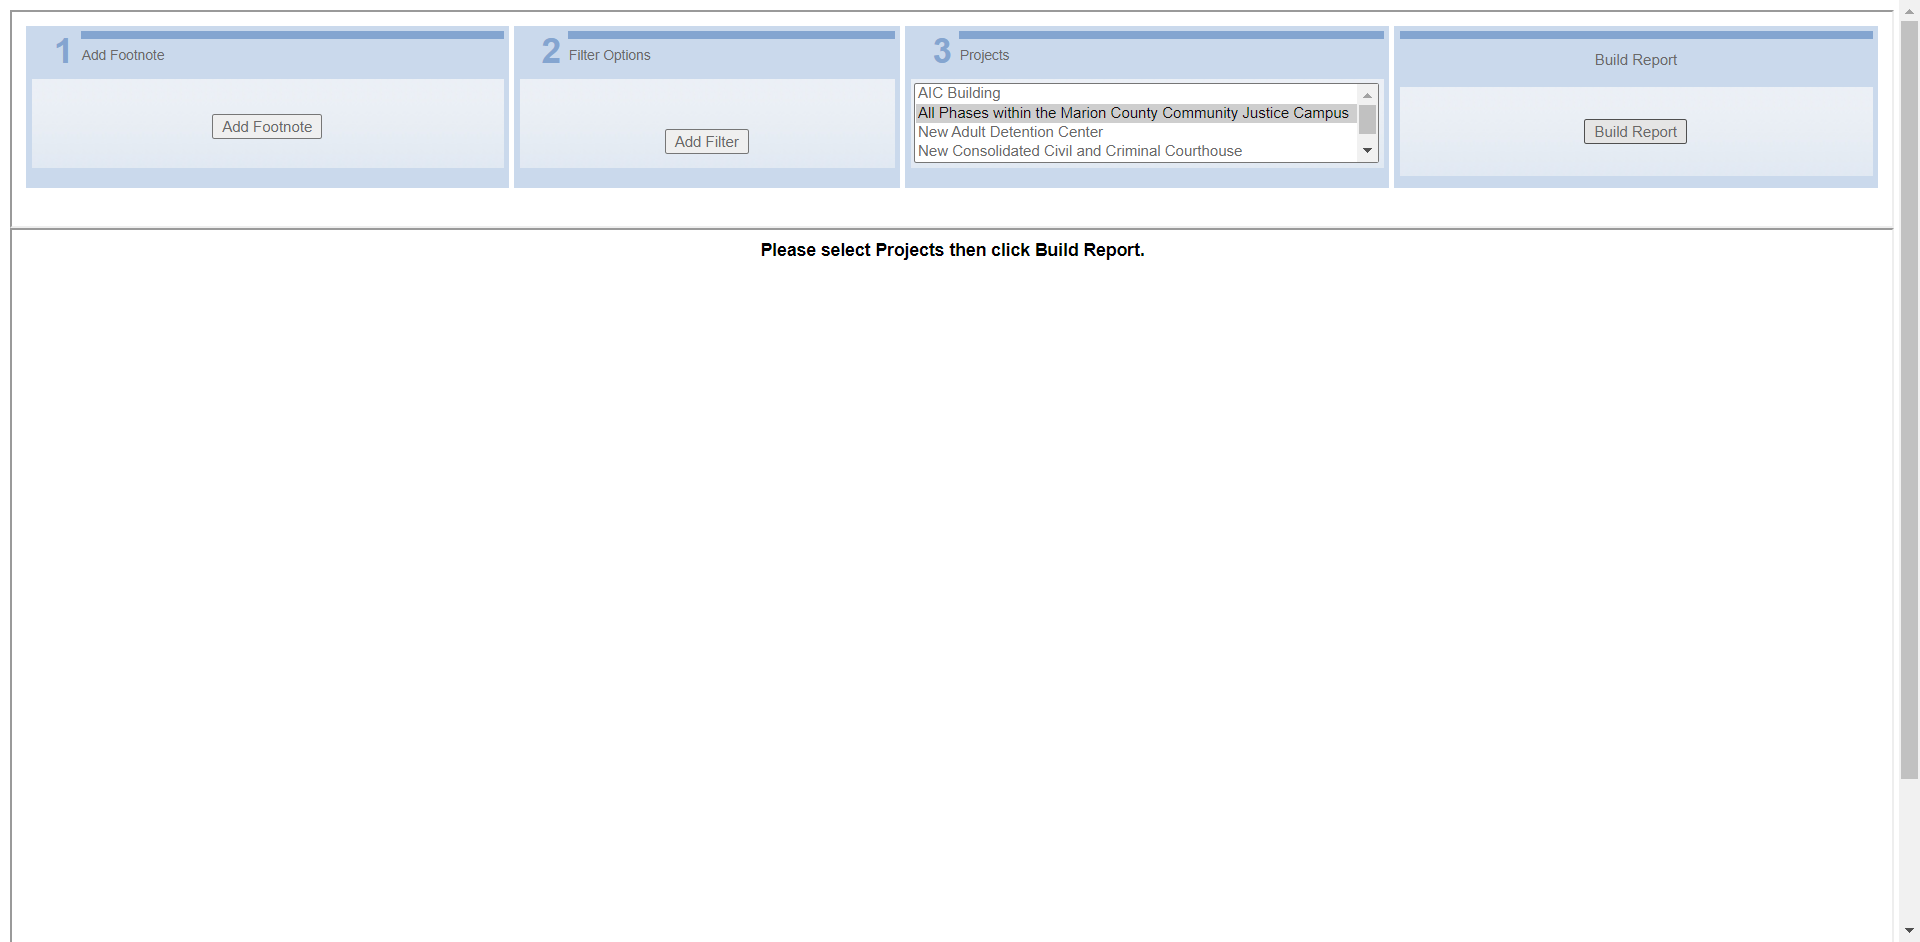 1 Add Footnote
Add Footnote
2 Filter Options
Add Filter
3 Projects
AIC Building
All Phases within the Marion County Community Justice Campus
New Adult Detention Center
New Consolidated Civil and Criminal Courthouse
Build Report
Build Report
Please select Projects then click Build Report.